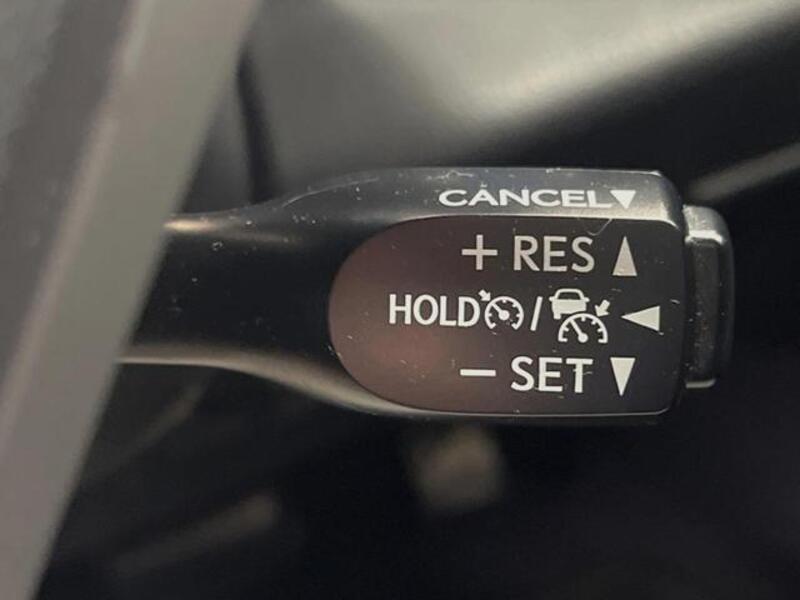 CANCEL▼
+ RES ▲
HOLD / ◀
− SET ▼